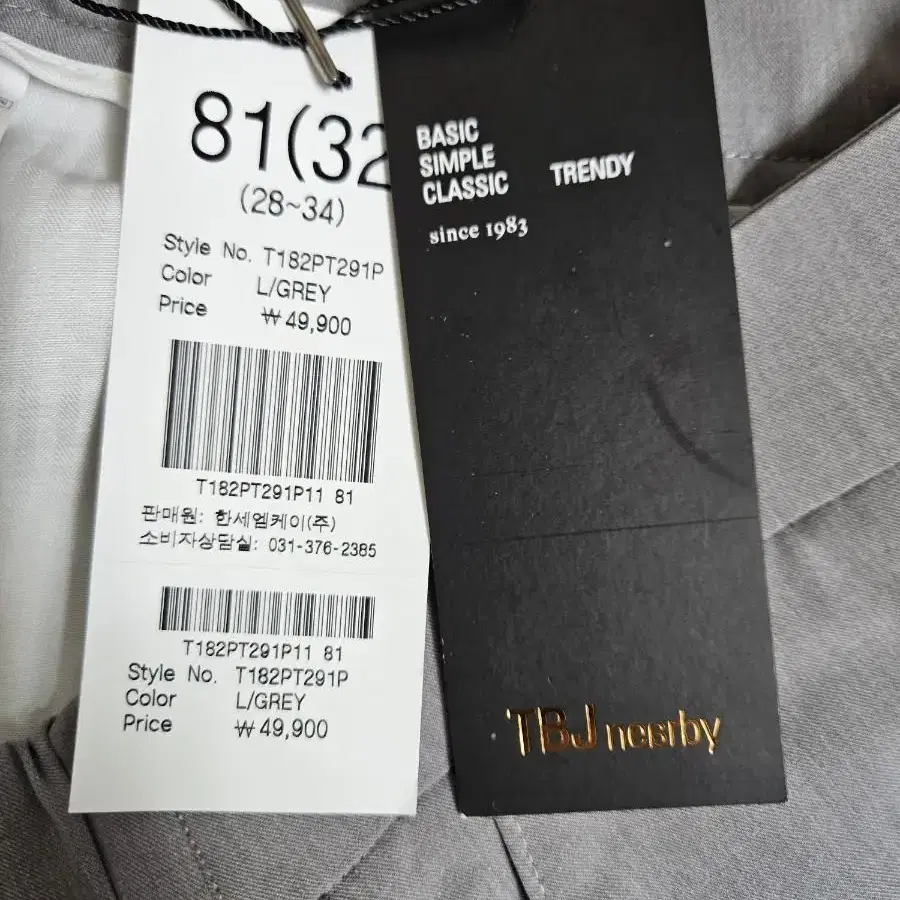 81(32
(28~34)
Style No. T182PT291P
Color L/GREY
Price ₩49,900
T182PT291P11 81
판매원: 한세엠케이(주)
소비자상담실: 031-376-2385
T182PT291P11 81
Style No. T182PT291P
Color L/GREY
Price ₩49,900
BASIC
SIMPLE
CLASSIC TRENDY
since 1983
TBJ nearby